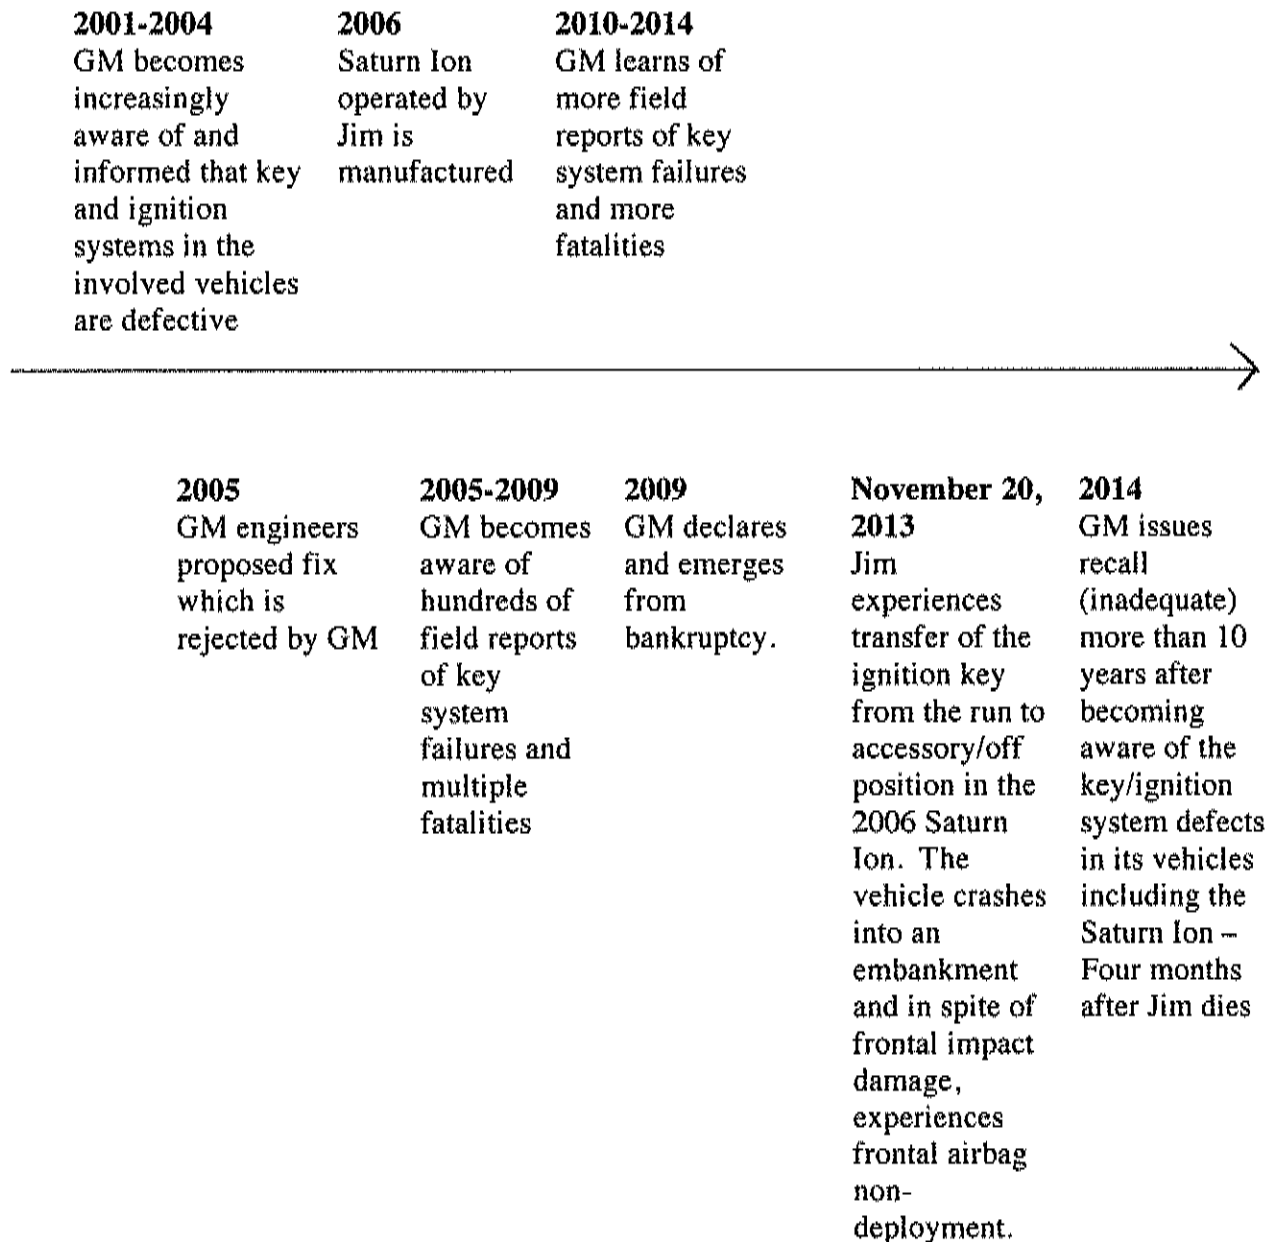 2001-2004
GM becomes
increasingly
aware of and
informed that key
and ignition
systems in the
involved vehicles
are defective
2006
Saturn Ion
operated by
Jim is
manufactured
2010-2014
GM learns of
more field
reports of key
system failures
and more
fatalities
2005
GM engineers
proposed fix
which is
rejected by GM
2005-2009
GM becomes
aware of
hundreds of
field reports
of key
system
failures and
multiple
fatalities
2009
GM declares
and emerges
from
bankruptcy.
November 20,
2013
Jim
experiences
transfer of the
ignition key
from the run to
accessory/off
position in the
2006 Saturn
Ion. The
vehicle crashes
into an
embankment
and in spite of
frontal impact
damage,
experiences
frontal airbag
non-
deployment.
2014
GM issues
recall
(inadequate)
more than 10
years after
becoming
aware of the
key/ignition
system defects
in its vehicles
including the
Saturn Ion –
Four months
after Jim dies